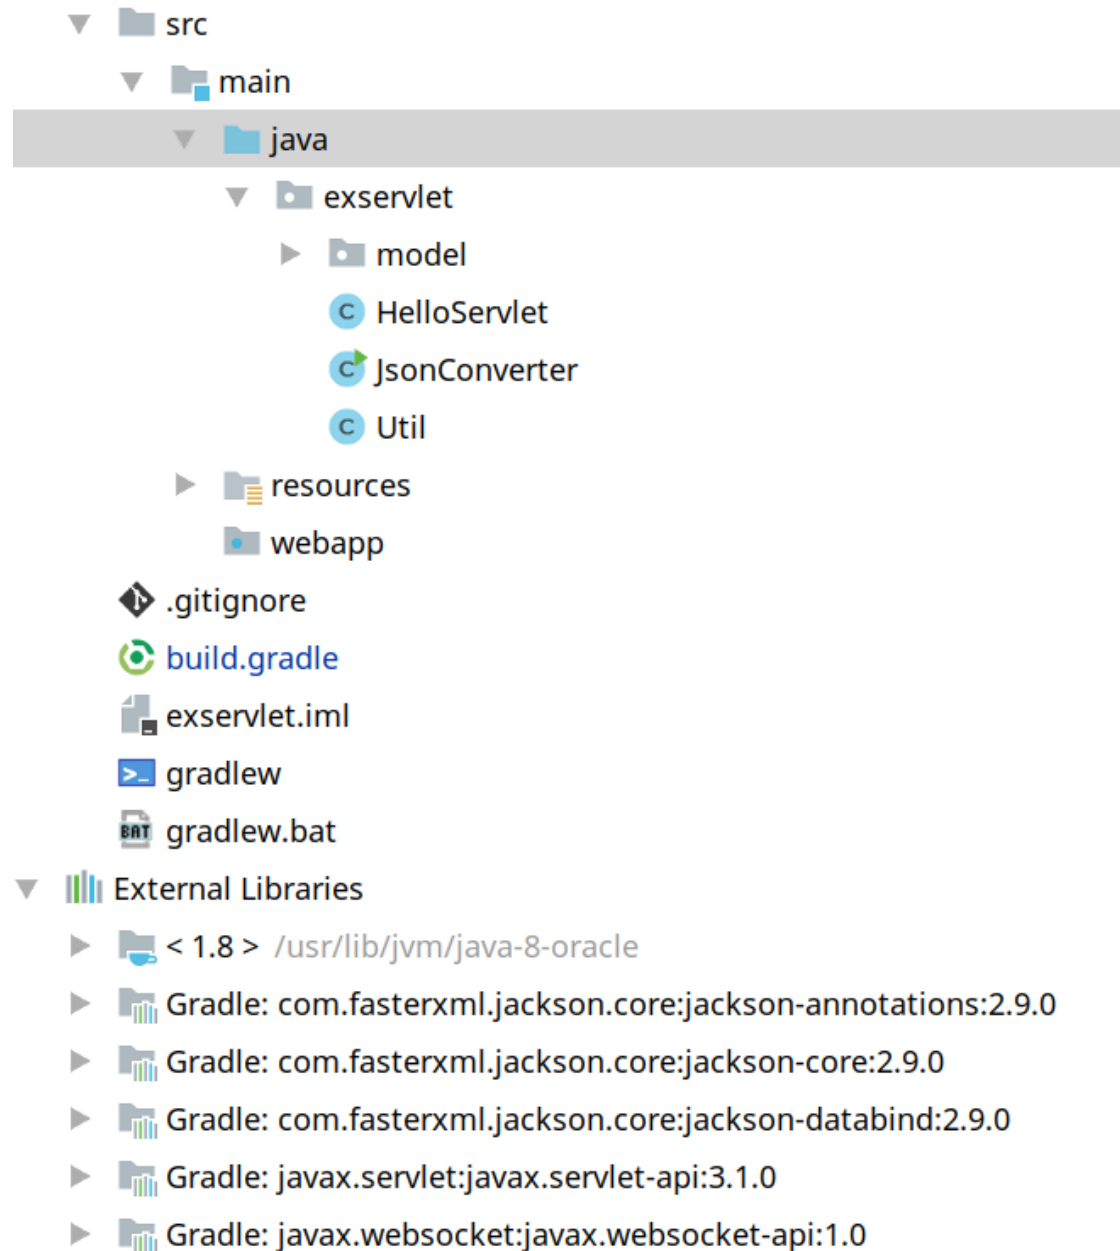 src
main
java
exservlet
model
C HelloServlet
C JsonConverter
C Util
resources
webapp
.gitignore
build.gradle
exservlet.iml
>_ gradlew
BAT gradlew.bat
External Libraries
< 1.8 > /usr/lib/jvm/java-8-oracle
Gradle: com.fasterxml.jackson.core:jackson-annotations:2.9.0
Gradle: com.fasterxml.jackson.core:jackson-core:2.9.0
Gradle: com.fasterxml.jackson.core:jackson-databind:2.9.0
Gradle: javax.servlet:javax.servlet-api:3.1.0
Gradle: javax.websocket:javax.websocket-api:1.0